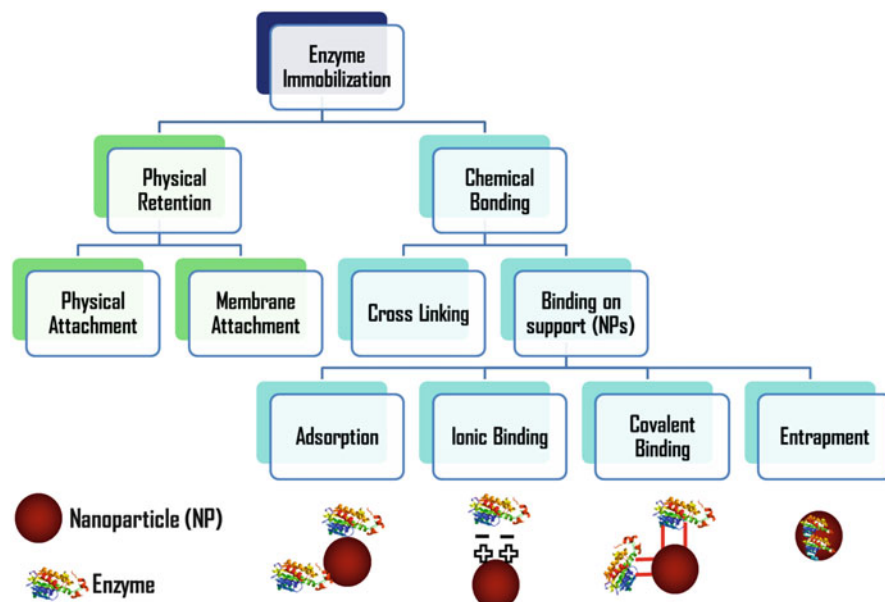 Enzyme
Immobilization
Physical
Retention
Chemical
Bonding
Physical
Attachment
Membrane
Attachment
Cross Linking
Binding on
support (NPs)
Adsorption
Ionic Binding
Covalent
Binding
Entrapment
Nanoparticle (NP)
Enzyme